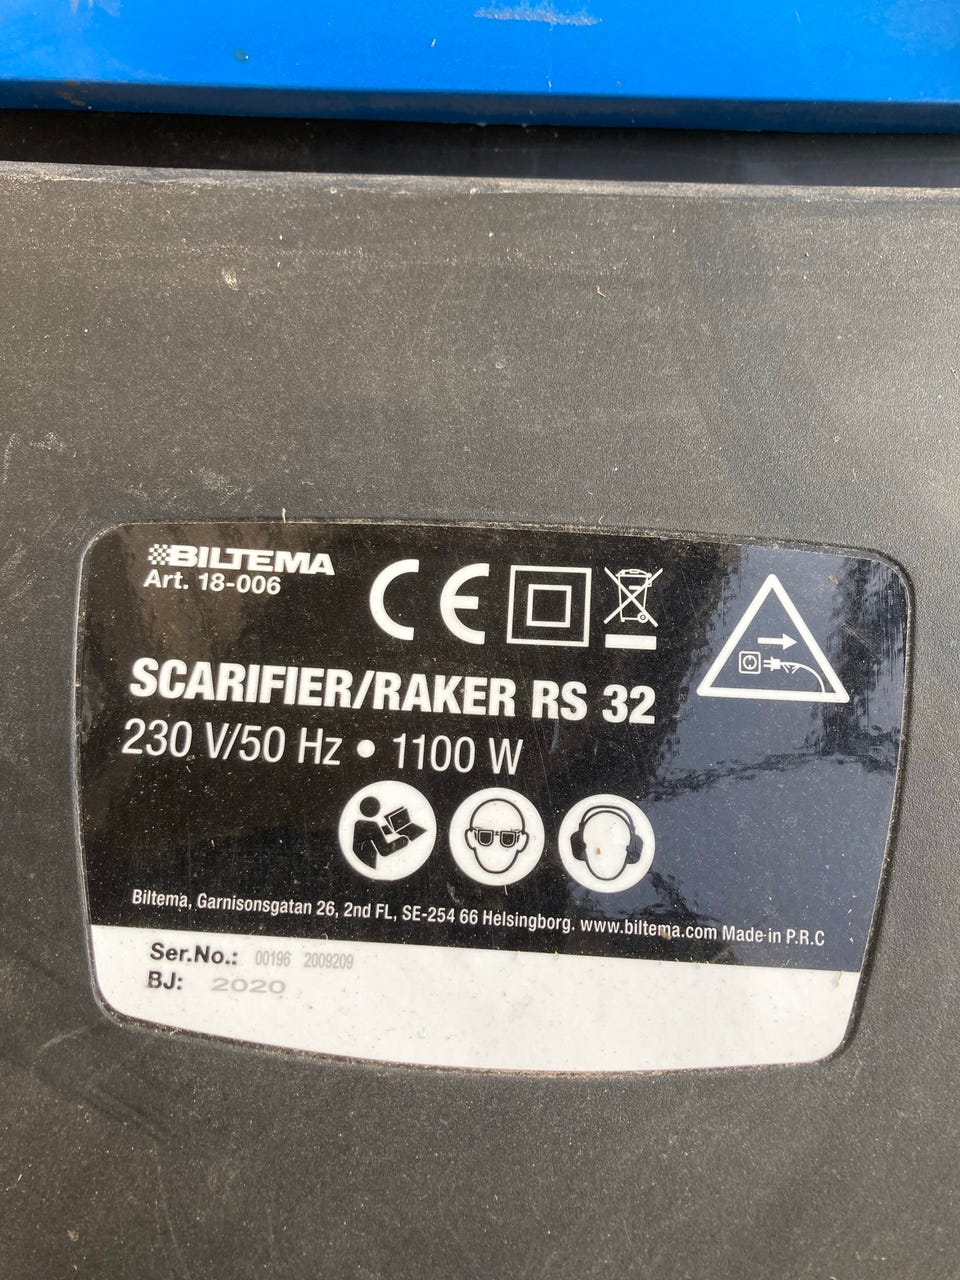 BILTEMA
Art. 18-006
CE
SCARIFIER/RAKER RS 32
230 V/50 Hz • 1100 W
Biltema, Garnisonsgatan 26, 2nd FL, SE-254 66 Helsingborg. www.biltema.com Made in P.R.C
Ser.No.: 00196 2009209
BJ: 2020